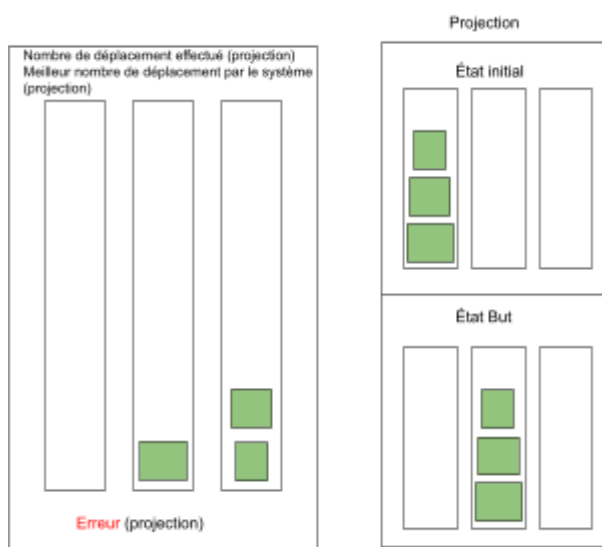 Nombre de déplacement effectué (projection)
Meilleur nombre de déplacement par le système
(projection)
Erreur (projection)
Projection
État initial
État But